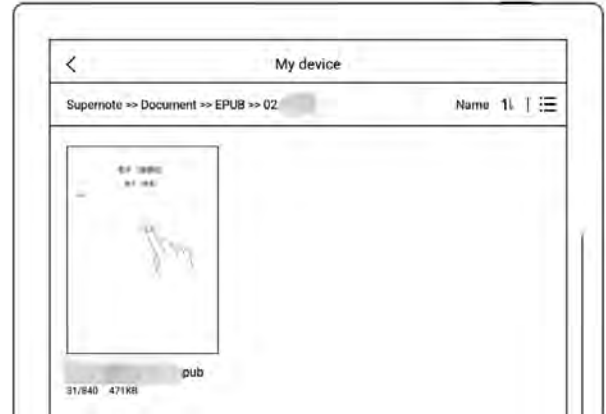 My device
Supernote >> Document >> EPUB >> 02
Name
pub
31/840 471KB